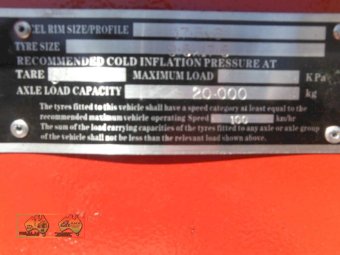 CEL RIM SIZE/PROFILE
TYRE SIZE
RECOMMENDED COLD INFLATION PRESSURE AT
TARE MAXIMUM LOAD KPa
AXLE LOAD CAPACITY 20-000 kg
The tyres fitted to this vehicle shall have a speed category at least equal to the
recommended maximum vehicle operating Speed 100 km/hr
The sum of the load carrying capacities of the tyres fitted to any axle or axle group
of the vehicle shall not be less than the relevant load shown above.